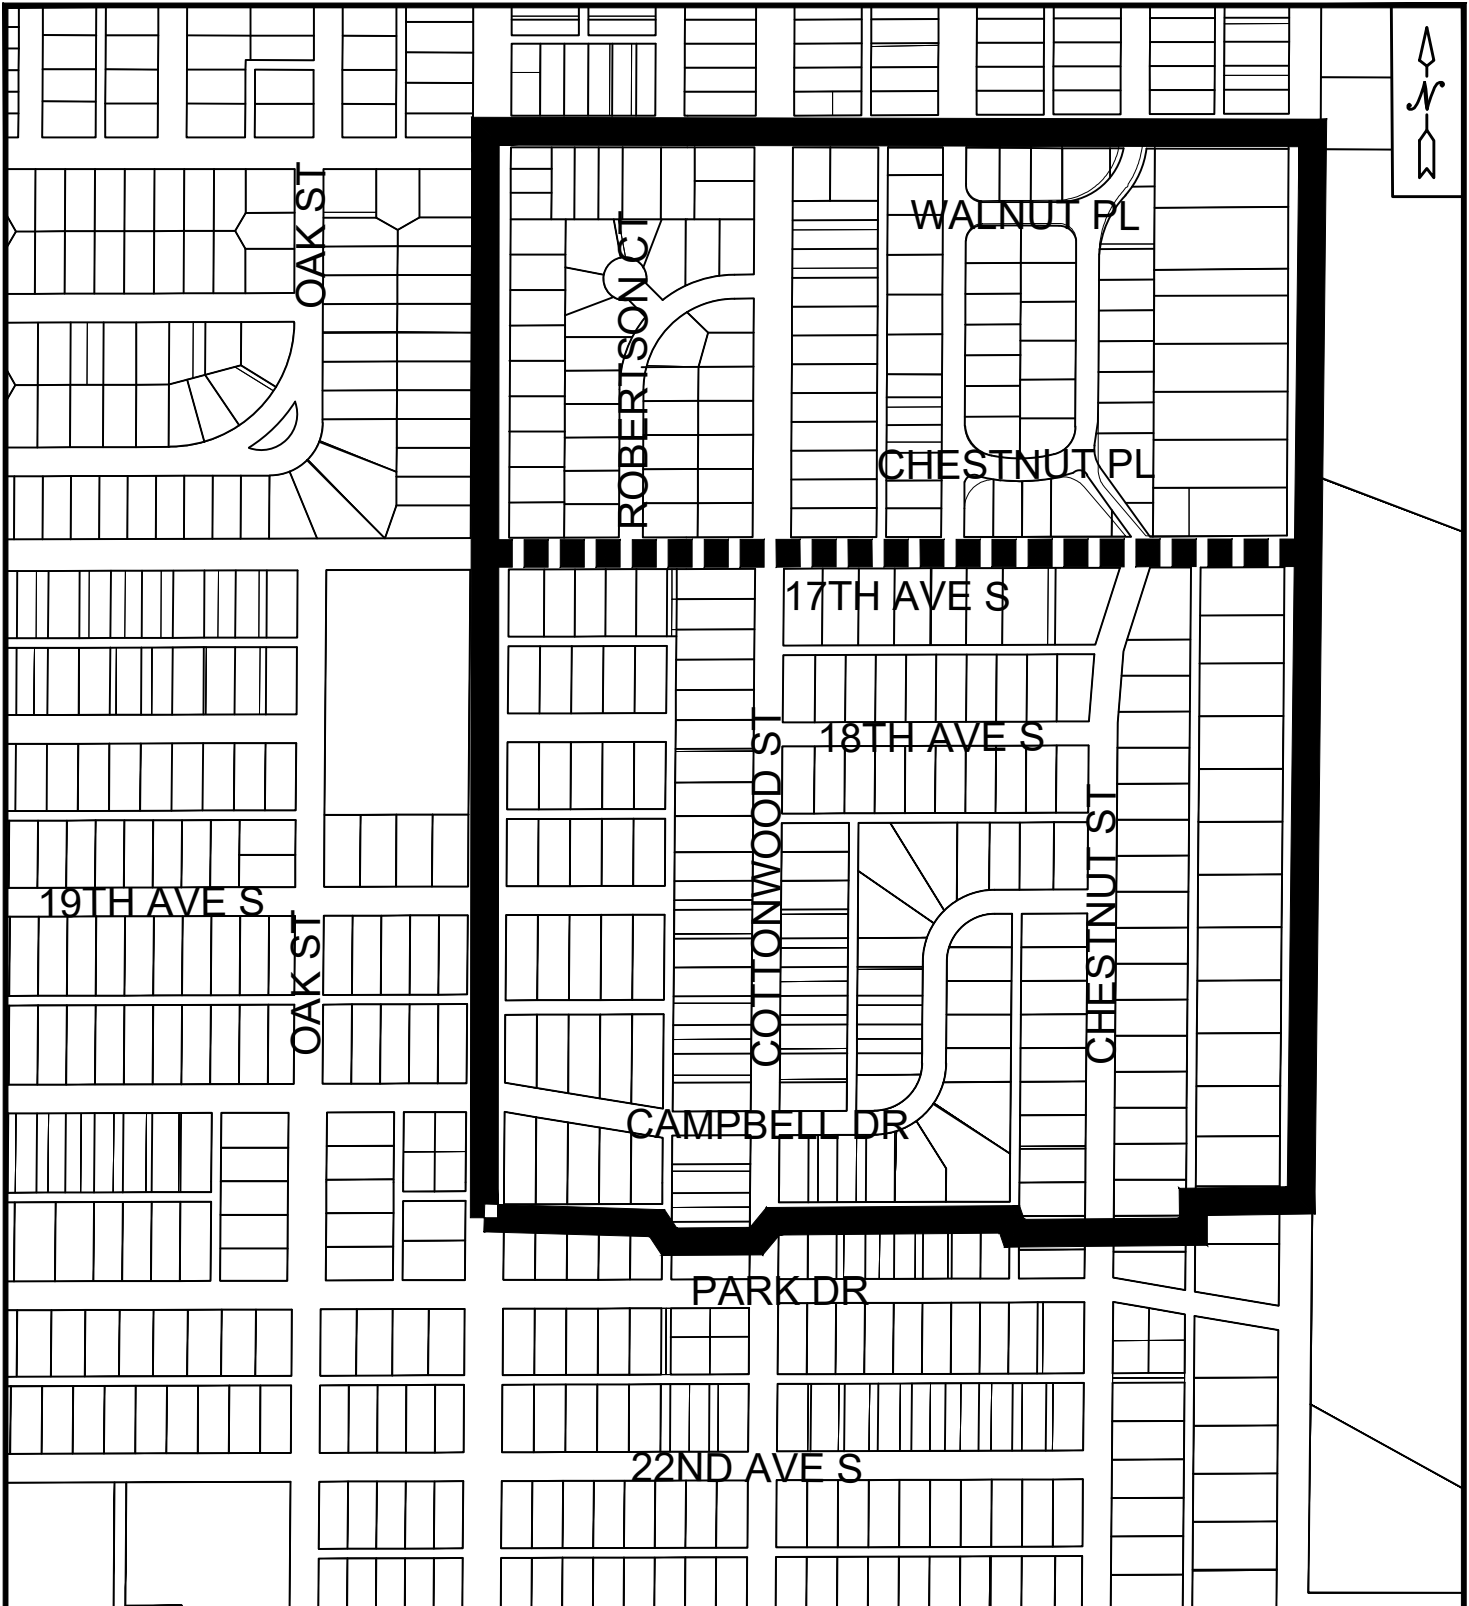 N
OAK ST
WALNUT PL
ROBERTSON CT
CHESTNUT PL
17TH AVE S
18TH AVE S
COTTONWOOD ST
CHESTNUT ST
19TH AVE S
OAK ST
CAMPBELL DR
PARK DR
22ND AVE S